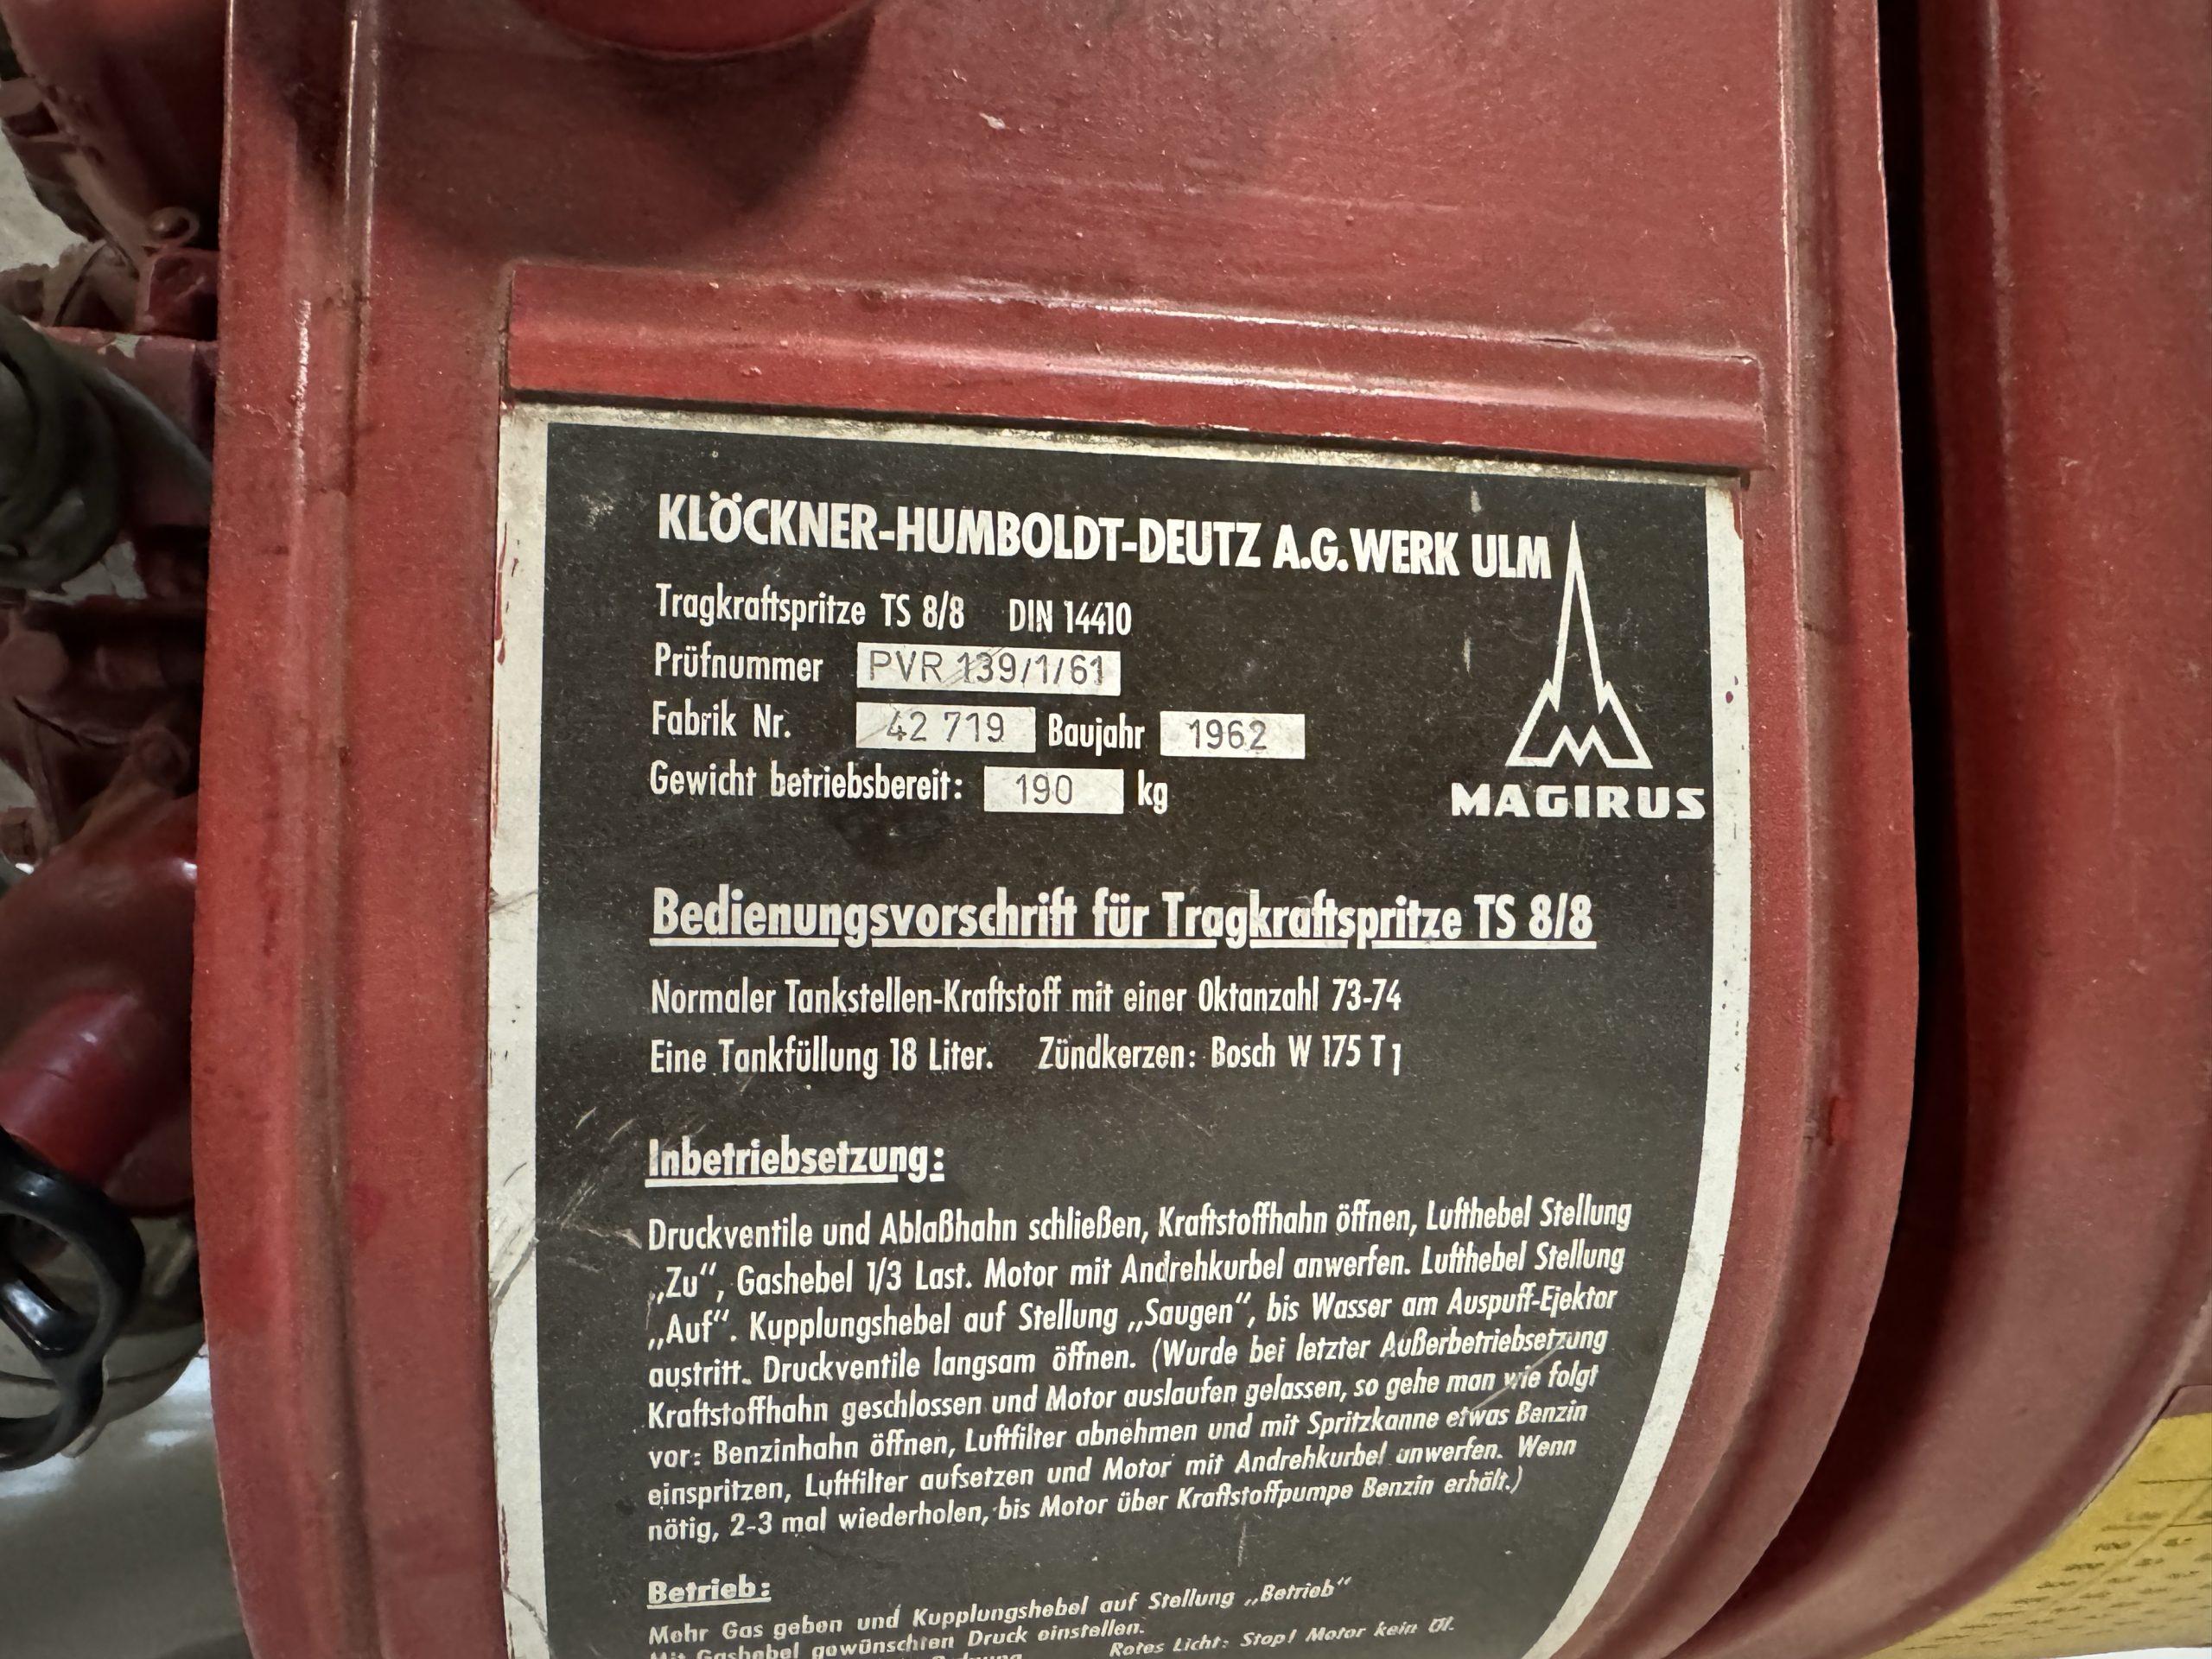 KLÖCKNER-HUMBOLDT-DEUTZ A.G. WERK ULM
Tragkraftspritze TS 8/8 DIN 14410
Prüfnummer PVR 139/1/61
Fabrik Nr. 42 719 Baujahr 1962
Gewicht betriebsbereit: 190 kg
MAGIRUS
Bedienungsvorschrift für Tragkraftspritze TS 8/8
Normaler Tankstellen-Kraftstoff mit einer Oktanzahl 73-74
Eine Tankfüllung 18 Liter. Zündkerzen: Bosch W 175 T 1
Inbetriebsetzung:
Druckventile und Ablaßhahn schließen, Kraftstoffhahn öffnen, Lufthebel Stellung
„Zu“, Gashebel 1/3 Last. Motor mit Andrehkurbel anwerfen. Lufthebel Stellung
„Auf“. Kupplungshebel auf Stellung „Saugen“, bis Wasser am Auspuff-Ejektor
austritt. Druckventile langsam öffnen. (Wurde bei letzter Außerbetriebsetzung
Kraftstoffhahn geschlossen und Motor auslaufen gelassen, so gehe man wie folgt
vor: Benzinhahn öffnen, Luftfilter abnehmen und mit Spritzkanne etwas Benzin
einspritzen, Luftfilter aufsetzen und Motor mit Andrehkurbel anwerfen. Wenn
nötig, 2-3 mal wiederholen, bis Motor über Kraftstoffpumpe Benzin erhält.)
Betrieb:
Mehr Gas geben und Kupplungshebel auf Stellung „Betrieb“
Mit Gashebel gewünschten Druck einstellen.
Rotes Licht: Stop! Motor kein Öl.